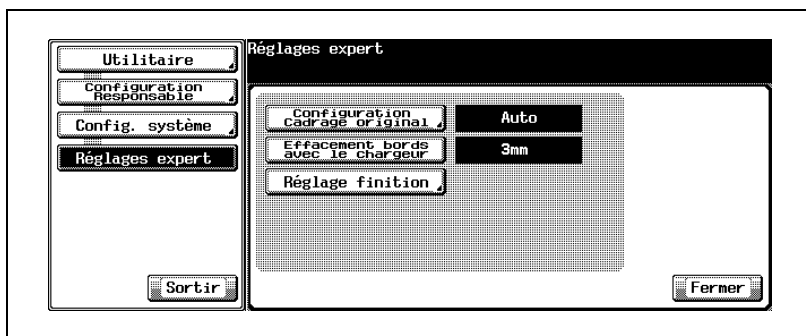 Utilitaire
Configuration
Responsable
Config. système
Réglages expert
Sortir
Réglages expert
Configuration
Cadrage original
Auto
Effacement bords
avec le chargeur
3mm
Réglage finition
Fermer